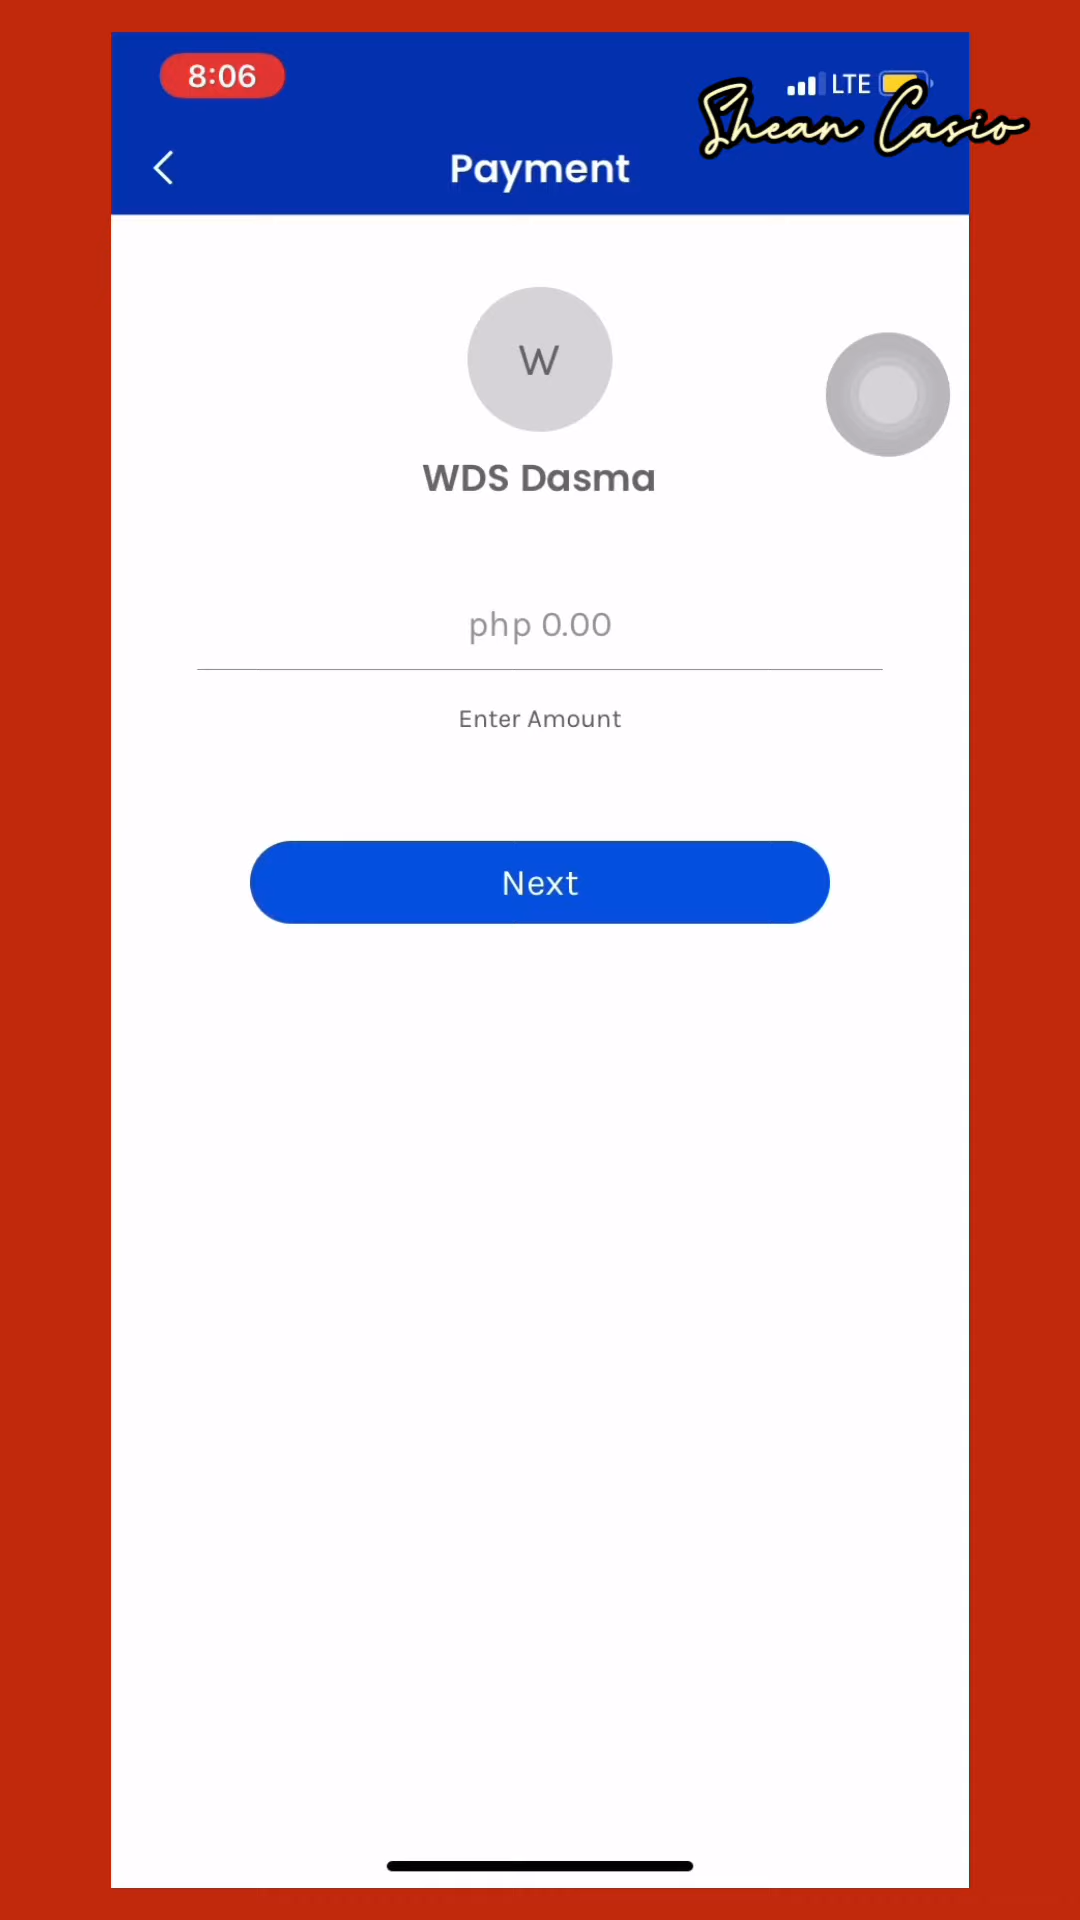 8:06
LTE
Shean Casio
Payment
W
WDS Dasma
php 0.00
Enter Amount
Next